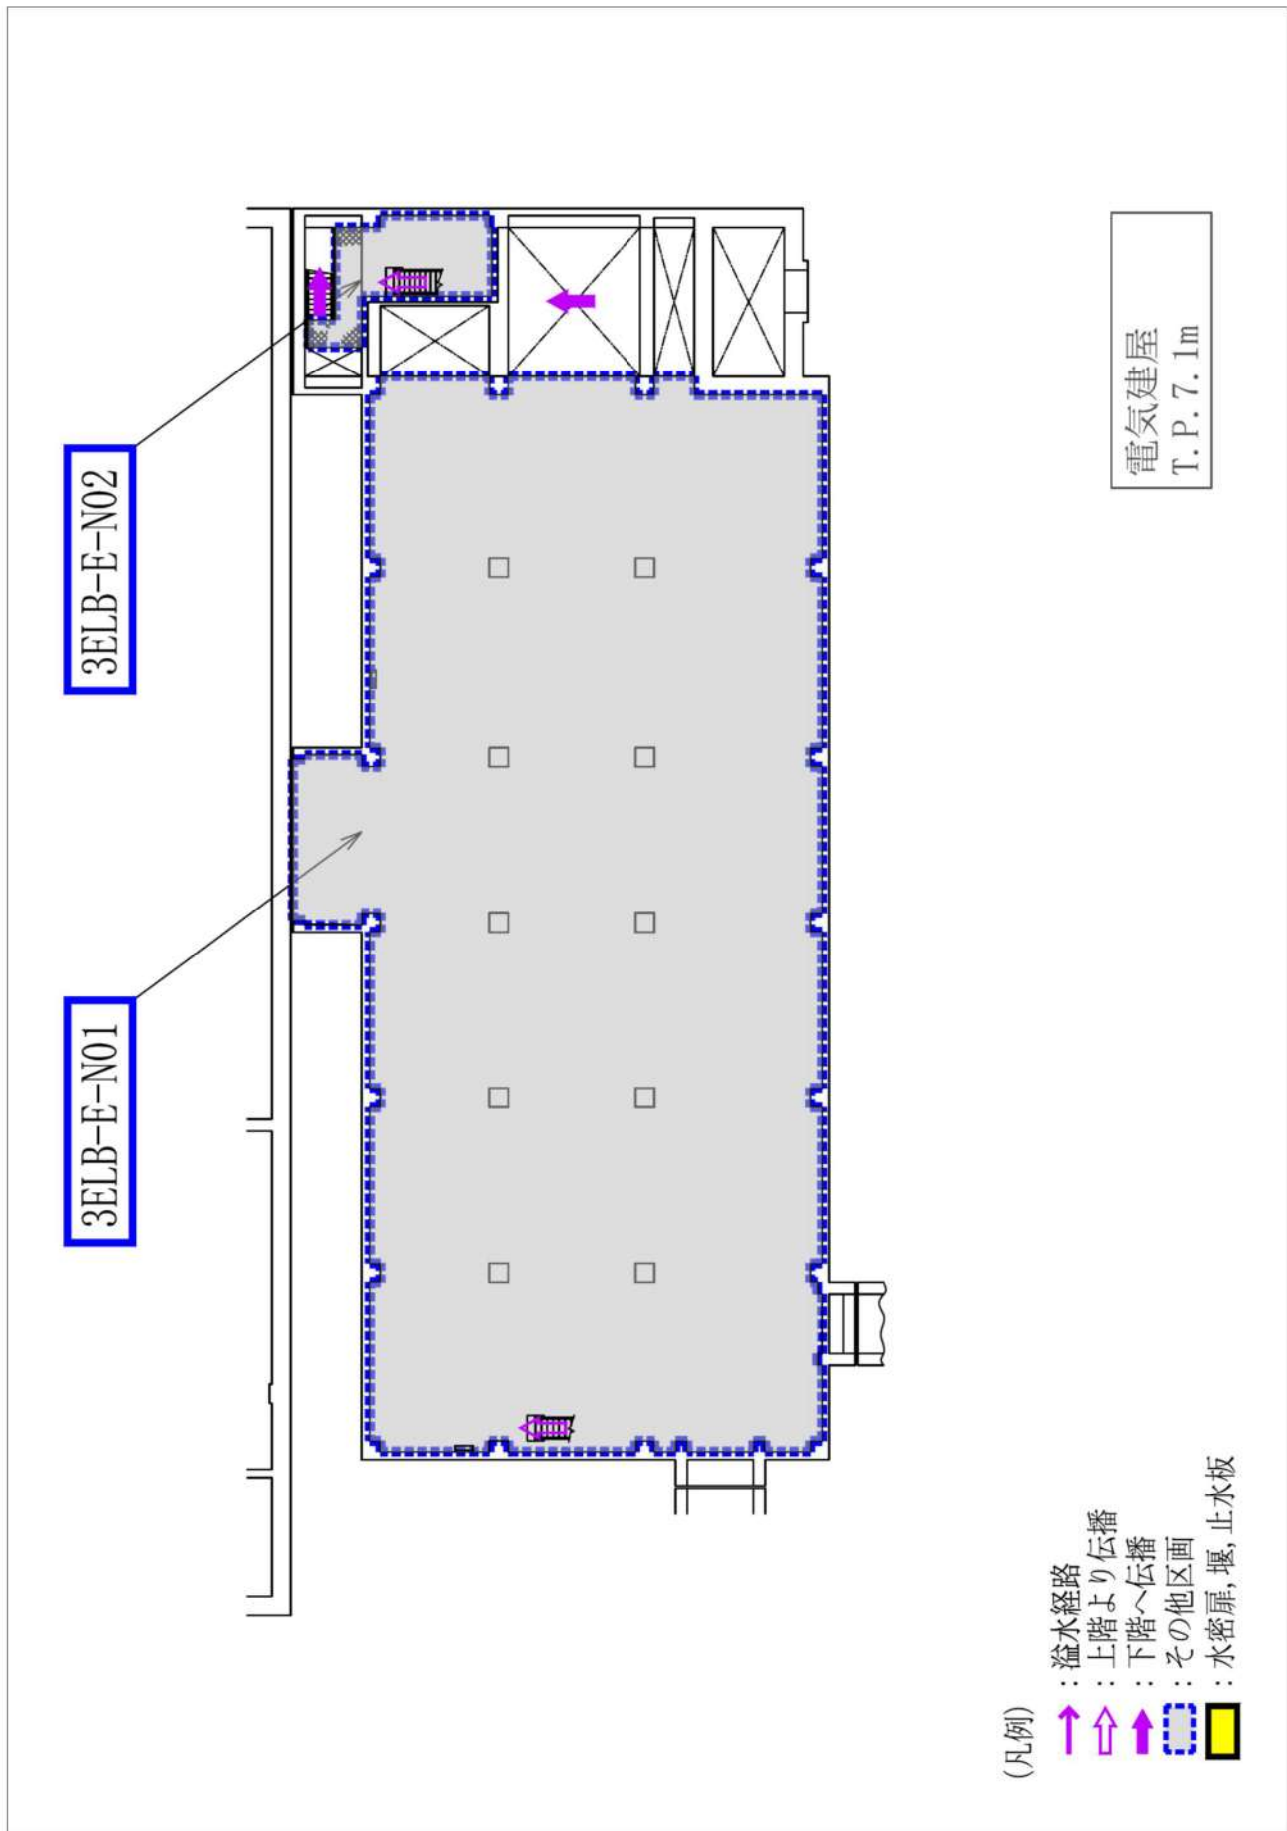 3ELB-E-N01
3ELB-E-N02
(凡例)
：溢水経路
：上階より伝播
：下階へ伝播
：その他区画
：水密扉, 堰, 止水板
電気建屋
T.P.7.1m